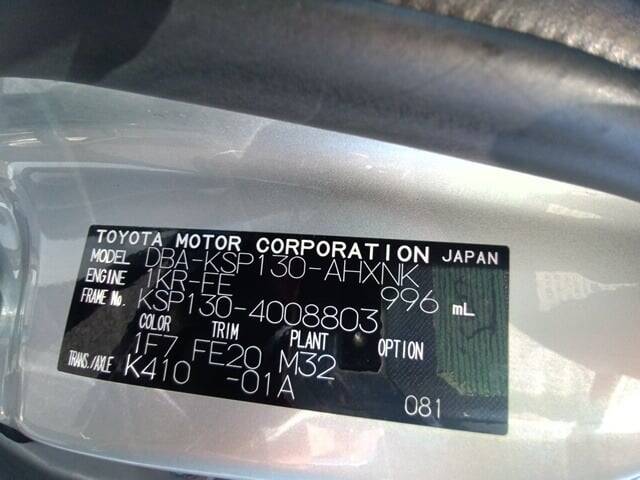 TOYOTA MOTOR CORPORATION JAPAN
MODEL DBA-KSP130-AHXNK
ENGINE 1KR-FE 996 mL
FRAME No. KSP130-4008803
COLOR TRIM PLANT OPTION
1F7 FE20 M32
TRANS./AXLE K410 -01A
081